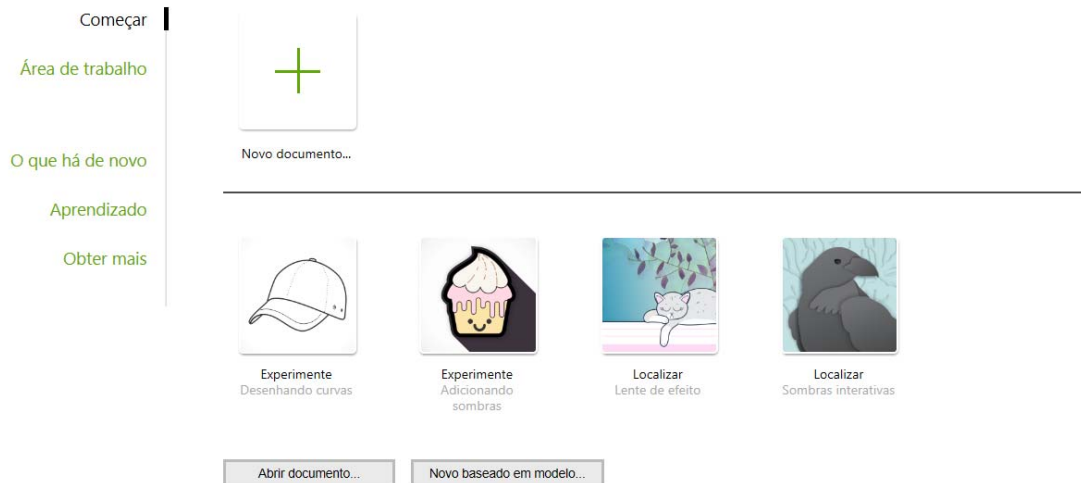 Começar
Área de trabalho
O que há de novo
Aprendizado
Obter mais
Novo documento...
Experimente
Desenhando curvas
Experimente
Adicionando
sombras
Localizar
Lente de efeito
Localizar
Sombras interativas
Abrir documento...
Novo baseado em modelo...